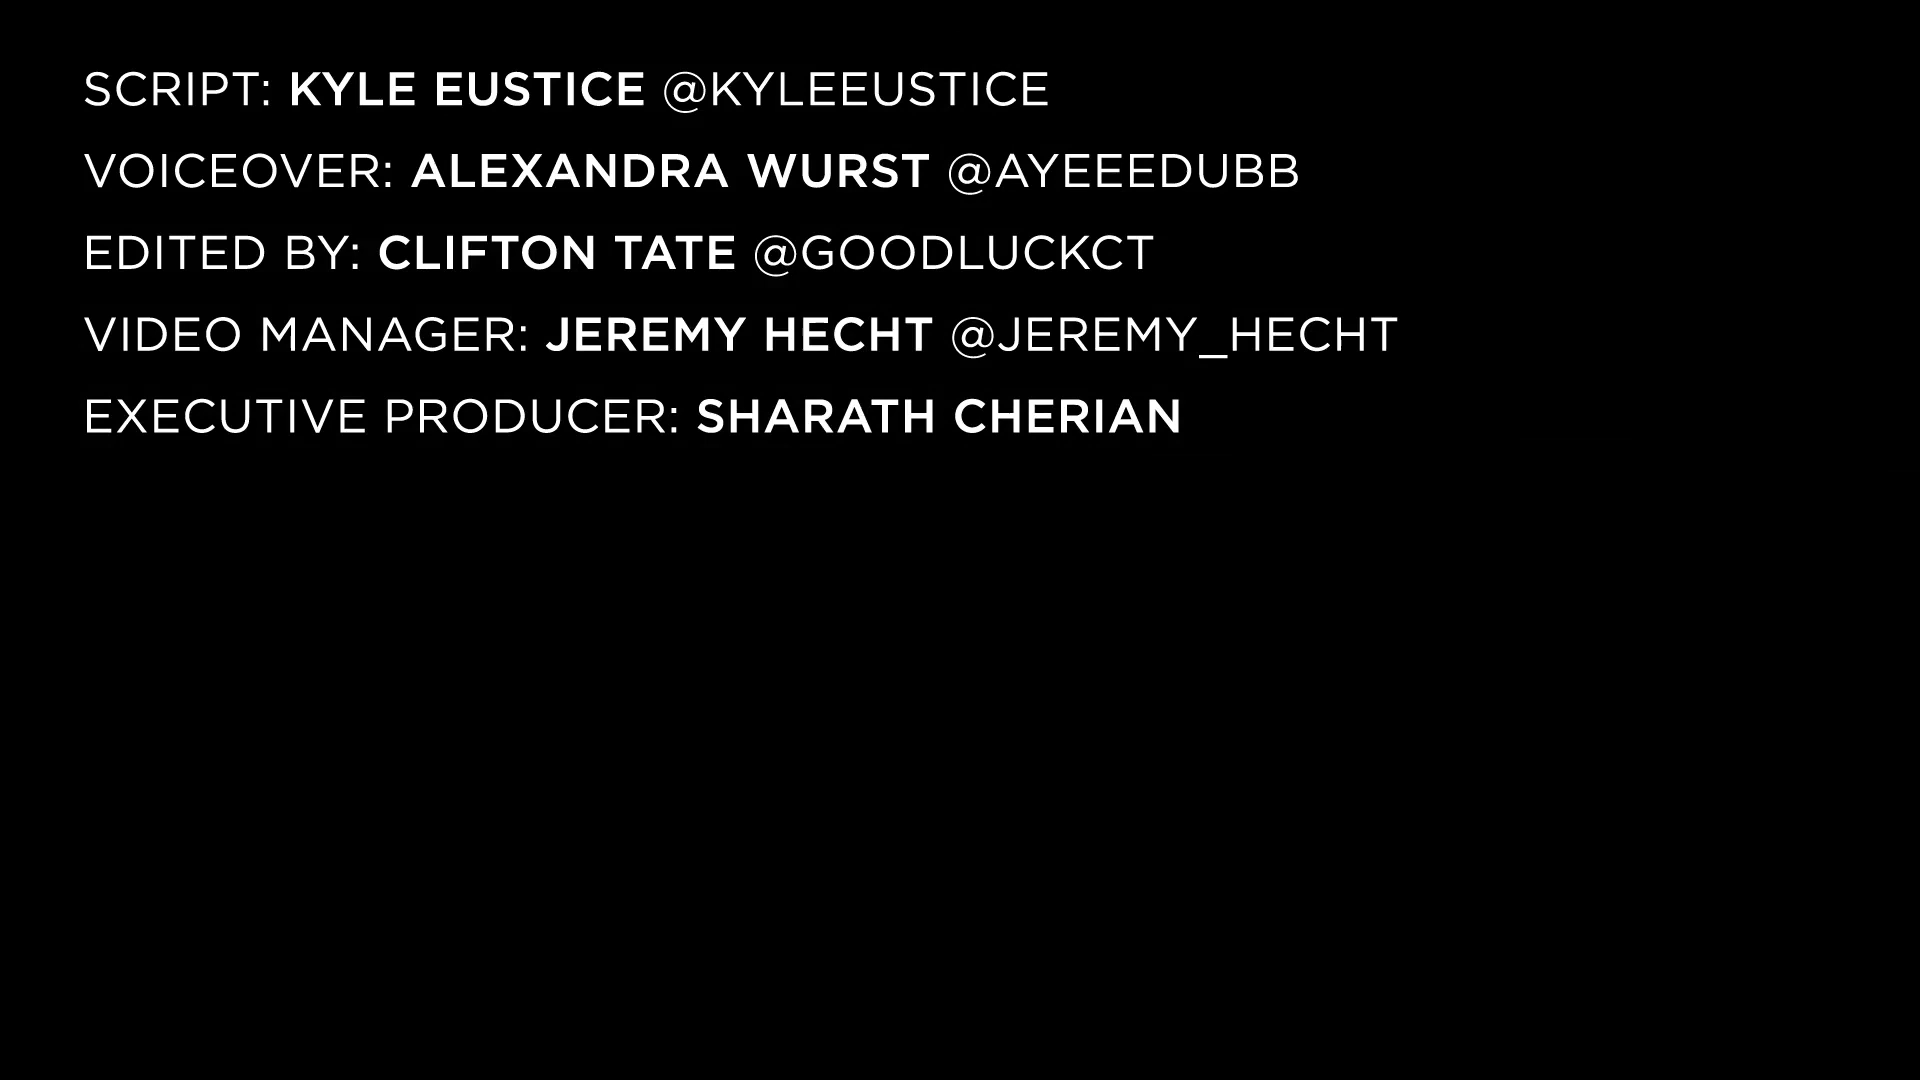 SCRIPT: KYLE EUSTICE @KYLEEUSTICE
VOICEOVER: ALEXANDRA WURST @AYEEEDUBB
EDITED BY: CLIFTON TATE @GOODLUCKCT
VIDEO MANAGER: JEREMY HECHT @JEREMY_HECHT
EXECUTIVE PRODUCER: SHARATH CHERIAN